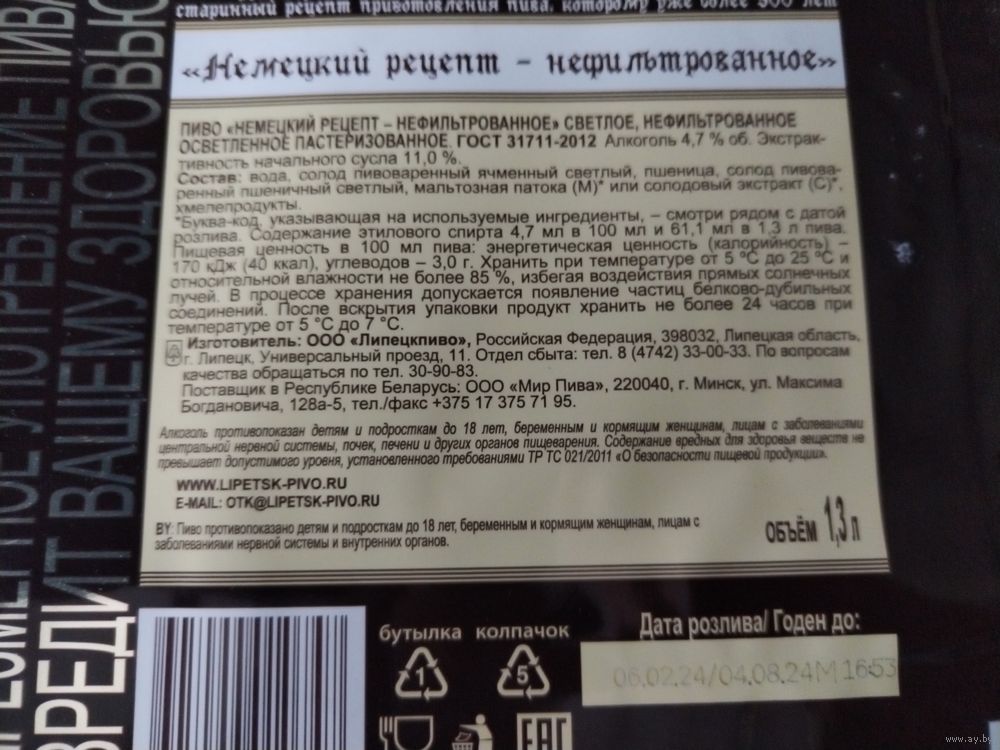 старинный рецепт приготовления пива, которому уже более 500 лет
«Немецкий рецепт - нефильтрованное»
ПИВО «НЕМЕЦКИЙ РЕЦЕПТ – НЕФИЛЬТРОВАННОЕ» СВЕТЛОЕ, НЕФИЛЬТРОВАННОЕ
ОСВЕТЛЕННОЕ ПАСТЕРИЗОВАННОЕ. ГОСТ 31711-2012 Алкоголь 4,7 % об. Экстрак-
тивность начального сусла 11,0 %.
Состав: вода, солод пивоваренный ячменный светлый, пшеница, солод пивова-
ренный пшеничный светлый, мальтозная патока (М)* или солодовый экстракт (С)*,
хмелепродукты.
*Буква-код, указывающая на используемые ингредиенты, – смотри рядом с датой
розлива. Содержание этилового спирта 4,7 мл в 100 мл и 61,1 мл в 1,3 л пива.
Пищевая ценность в 100 мл пива: энергетическая ценность (калорийность) –
170 кДж (40 ккал), углеводов – 3,0 г. Хранить при температуре от 5 °С до 25 °С и
относительной влажности не более 85 %, избегая воздействия прямых солнечных
лучей. В процессе хранения допускается появление частиц белково-дубильных
соединений. После вскрытия упаковки продукт хранить не более 24 часов при
температуре от 5 °С до 7 °С.
Изготовитель: ООО «Липецкпиво», Российская Федерация, 398032, Липецкая область,
г. Липецк, Универсальный проезд, 11. Отдел сбыта: тел. 8 (4742) 33-00-33. По вопросам
качества обращаться по тел. 30-90-83.
Поставщик в Республике Беларусь: ООО «Мир Пива», 220040, г. Минск, ул. Максима
Богдановича, 128а-5, тел./факс +375 17 375 71 95.
Алкоголь противопоказан детям и подросткам до 18 лет, беременным и кормящим женщинам, лицам с заболеваниями
центральной нервной системы, почек, печени и других органов пищеварения. Содержание вредных для здоровья веществ не
превышает допустимого уровня, установленного требованиями ТР ТС 021/2011 «О безопасности пищевой продукции».
WWW.LIPETSK-PIVO.RU
E-MAIL: OTK@LIPETSK-PIVO.RU
BY: Пиво противопоказано детям и подросткам до 18 лет, беременным и кормящим женщинам, лицам с
заболеваниями нервной системы и внутренних органов.
ОБЪЁМ 1,3 л
бутылка колпачок
1 5
Дата розлива/ Годен до:
06.02.24/04.08.24М 16:53
EAC
УПОТРЕБЛЕНИЕ ПИВА
ВРЕДИТ ВАШЕМУ ЗДОРОВЬЮ
www.ay.by